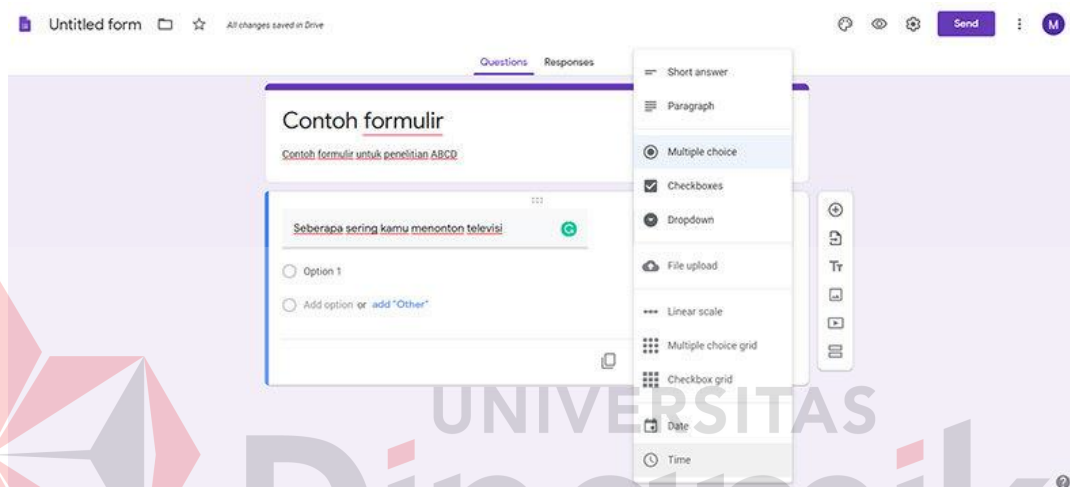 Untitled form All changes saved in Drive Send M
Questions Responses
Contoh formulir
Contoh formulir untuk penelitian ABCD
Seberapa sering kamu menonton televisi
Option 1
Add option or add "Other"
Short answer
Paragraph
Multiple choice
Checkboxes
Dropdown
File upload
Linear scale
Multiple choice grid
Checkbox grid
Date
Time
Tт
UNIVERSITAS